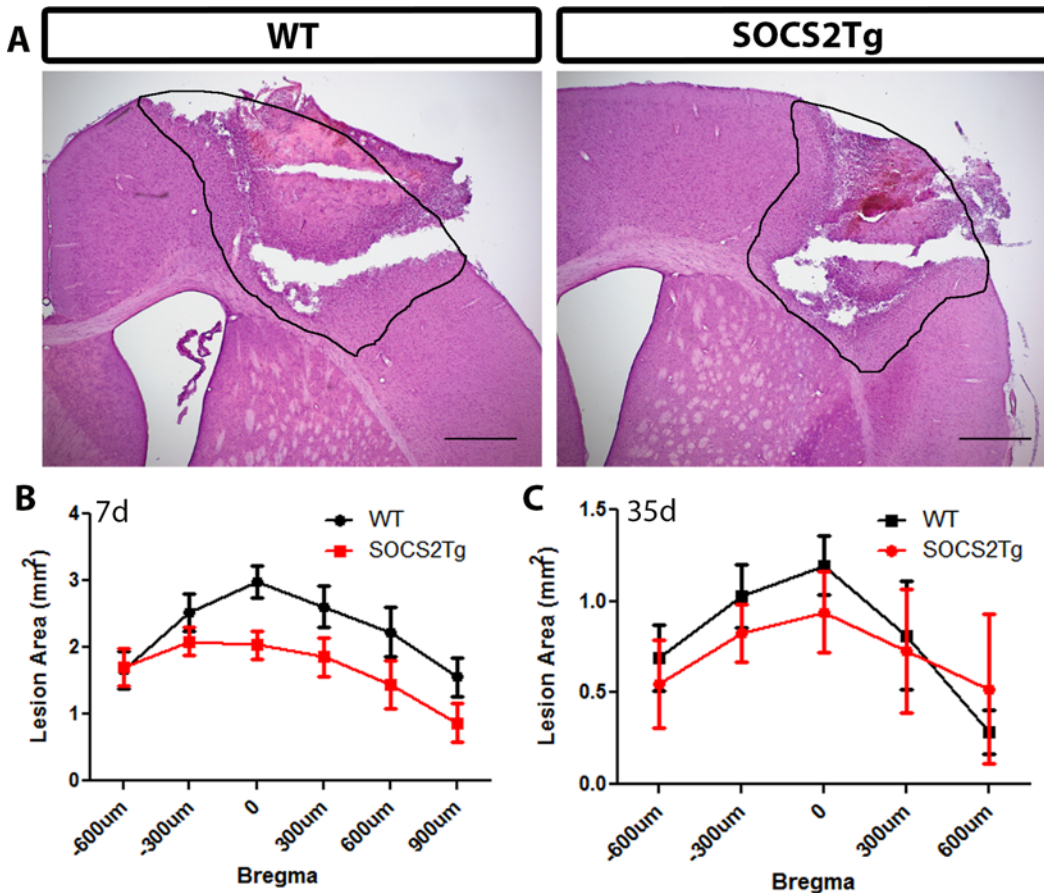 A
WT
SOCS2Tg
B
7d
WT
SOCS2Tg
Lesion Area (mm²)
4
3
2
1
0
-600um
-300um
0
300um
600um
900um
Bregma
C
35d
WT
SOCS2Tg
Lesion Area (mm²)
1.5
1.0
0.5
0.0
-600um
-300um
0
300um
600um
Bregma